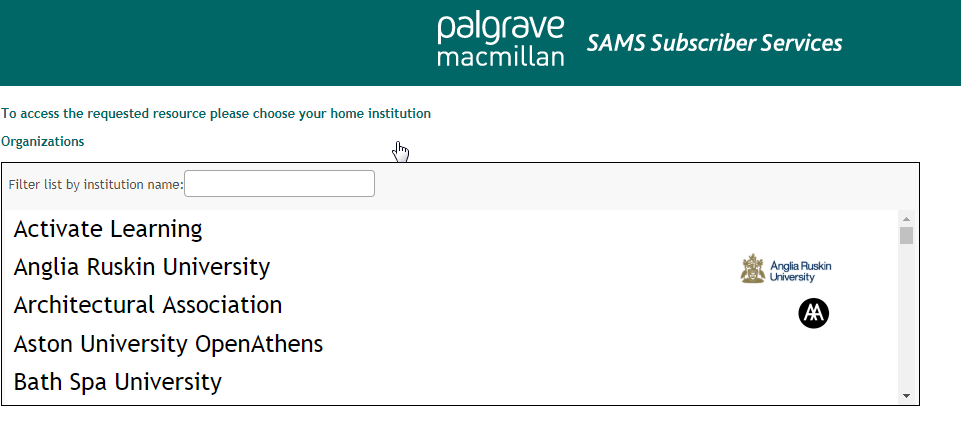 palgrave
macmillan
SAMS Subscriber Services
To access the requested resource please choose your home institution
Organizations
Filter list by institution name:
Activate Learning
Anglia Ruskin University
Anglia Ruskin
University
Architectural Association
AA
Aston University OpenAthens
Bath Spa University